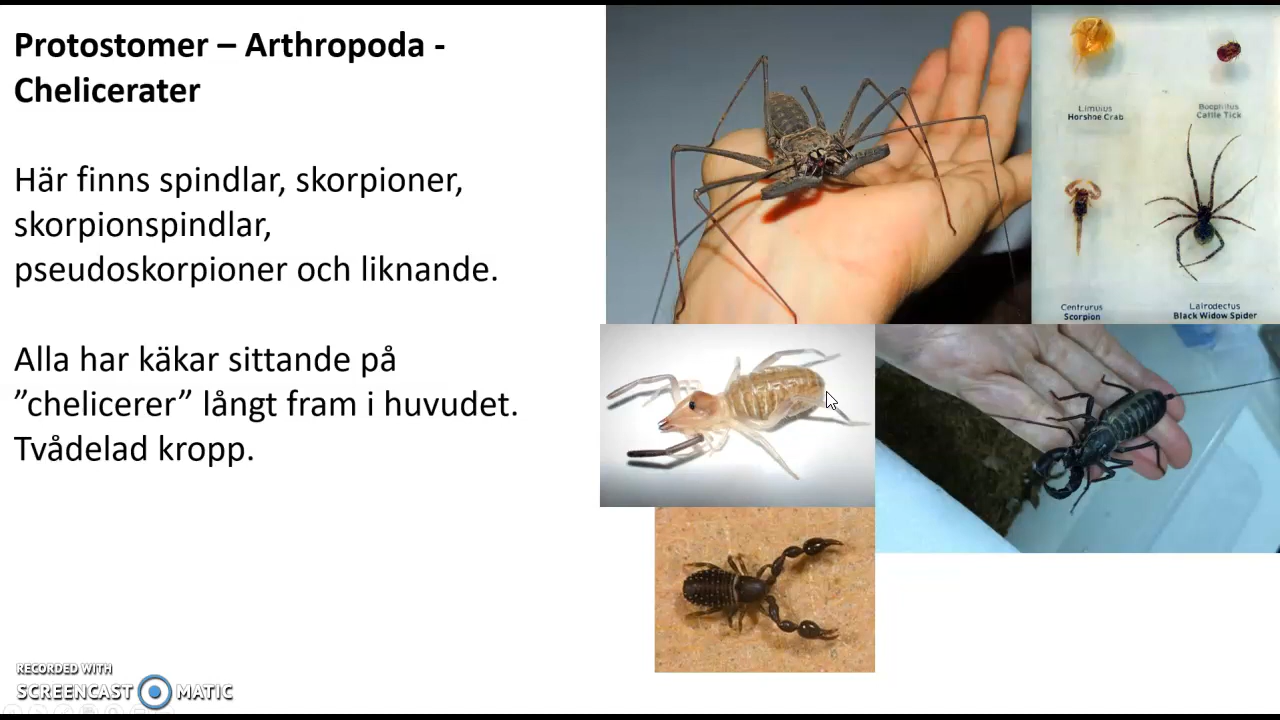 Protostomer – Arthropoda -
Chelicerater
Här finns spindlar, skorpioner,
skorpionspindlar,
pseudoskorpioner och liknande.
Alla har käkar sittande på
”chelicerer” långt fram i huvudet.
Tvådelad kropp.
Limulus
Horshoe Crab
Boophilus
Cattle Tick
Centrurus
Scorpion
Latrodectus
Black Widow Spider
RECORDED WITH
SCREENCAST MATIC